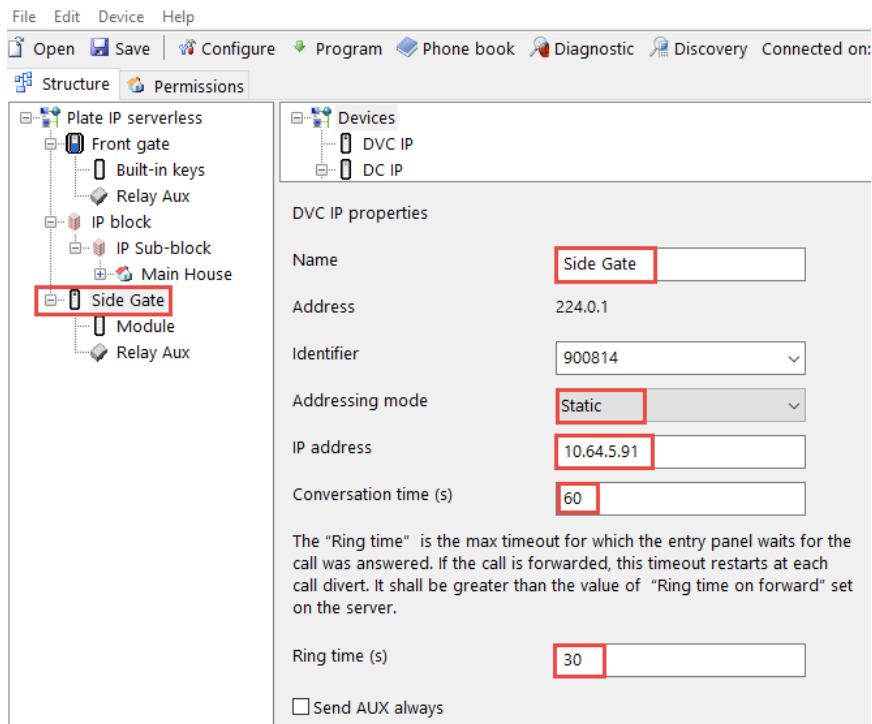 File Edit Device Help
Open Save Configure Program Phone book Diagnostic Discovery Connected on:
Structure Permissions
Plate IP serverless
Front gate
Built-in keys
Relay Aux
IP block
IP Sub-block
Main House
Side Gate
Module
Relay Aux
Devices
DVC IP
DC IP
DVC IP properties
Name Side Gate
Address 224.0.1
Identifier 900814
Addressing mode Static
IP address 10.64.5.91
Conversation time (s) 60
The “Ring time” is the max timeout for which the entry panel waits for the
call was answered. If the call is forwarded, this timeout restarts at each
call divert. It shall be greater than the value of “Ring time on forward” set
on the server.
Ring time (s) 30
Send AUX always